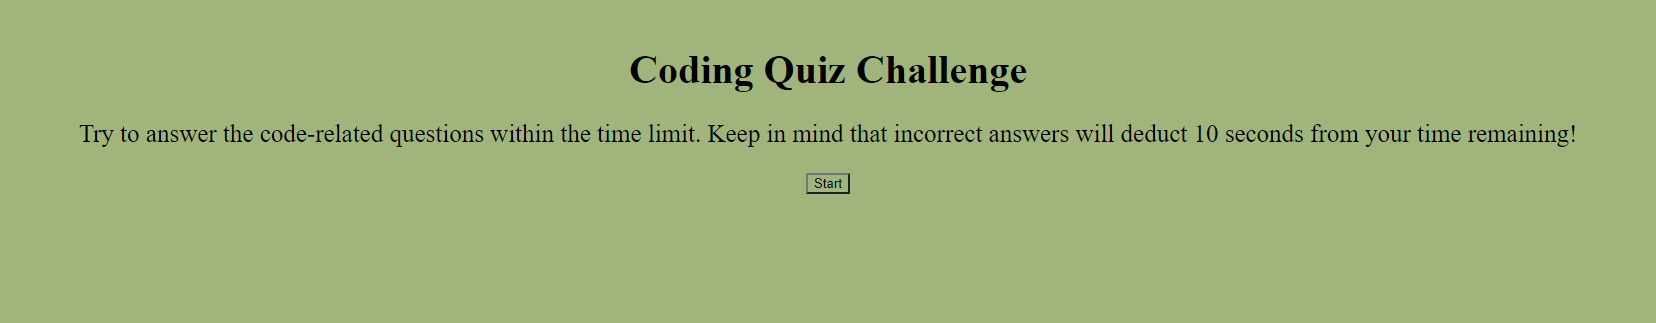 Coding Quiz Challenge
Try to answer the code-related questions within the time limit. Keep in mind that incorrect answers will deduct 10 seconds from your time remaining!
Start